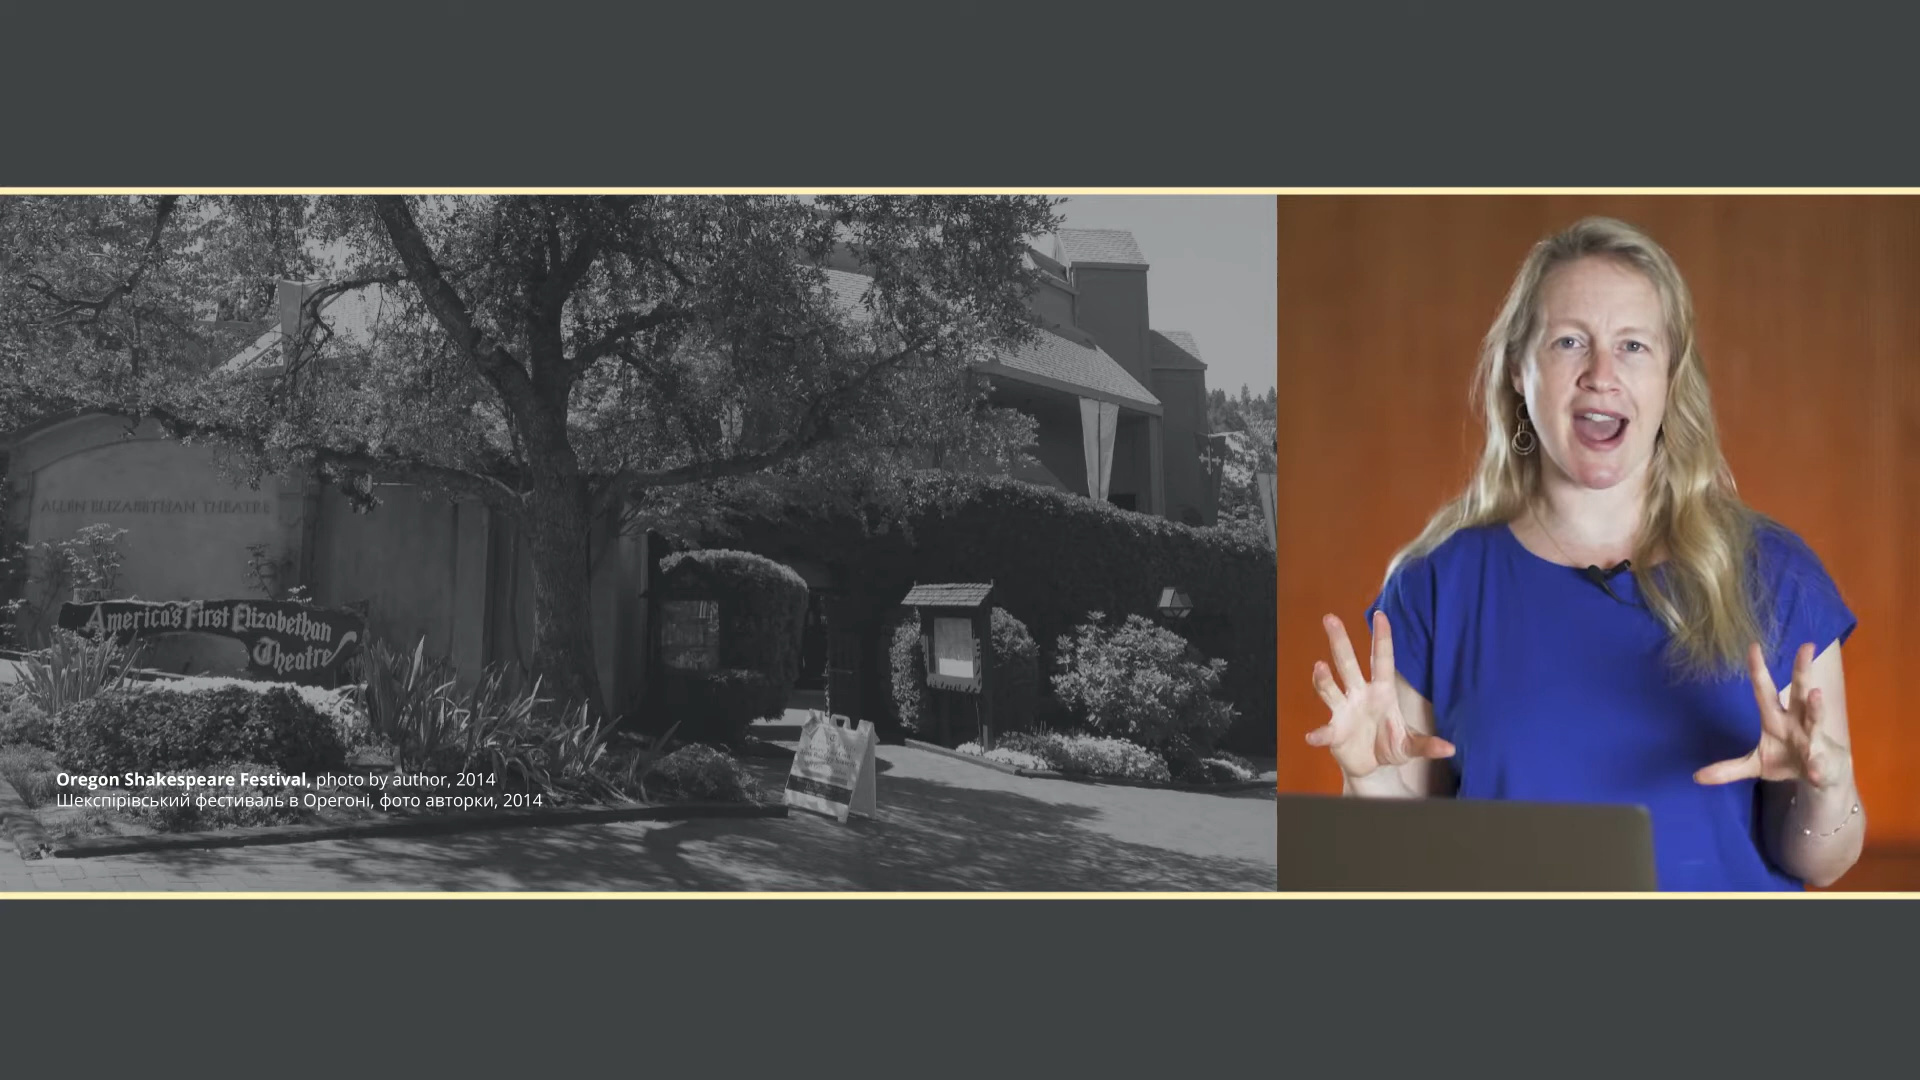 ALLEN ELIZABETHAN THEATRE
America's First Elizabethan
Theatre
Oregon Shakespeare Festival, photo by author, 2014
Шекспірівський фестиваль в Орегоні, фото авторки, 2014